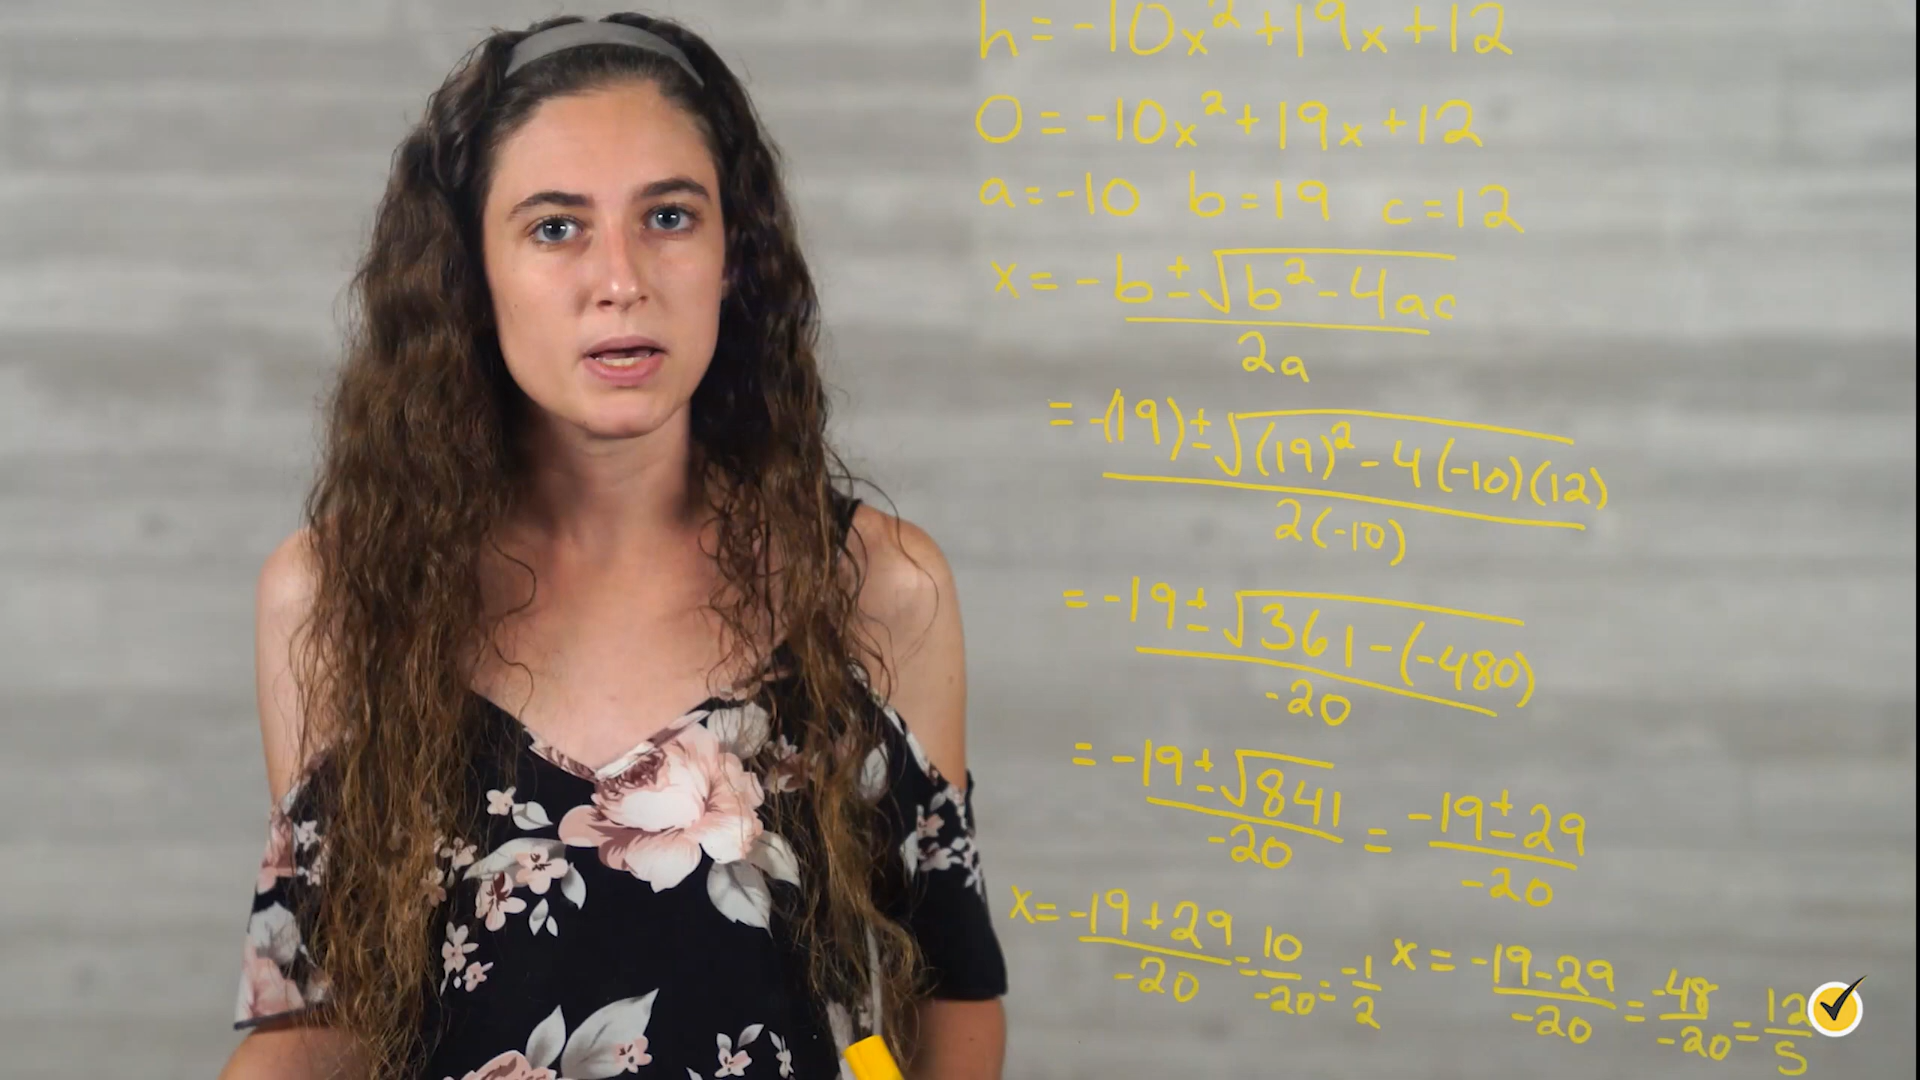 h = -10x² + 19x + 12
0 = -10x² + 19x + 12
a = -10 b = 19 c = 12
x = -b ± √b² - 4ac
2a
= -(19) ± √(19)² - 4(-10)(12)
2(-10)
= -19 ± √361 - (-480)
-20
= -19 ± √841
-20
= -19 ± 29
-20
x = -19 + 29
-20
= 10
-20
= -1
2
x = -19 - 29
-20
= -48
-20
= 12
5